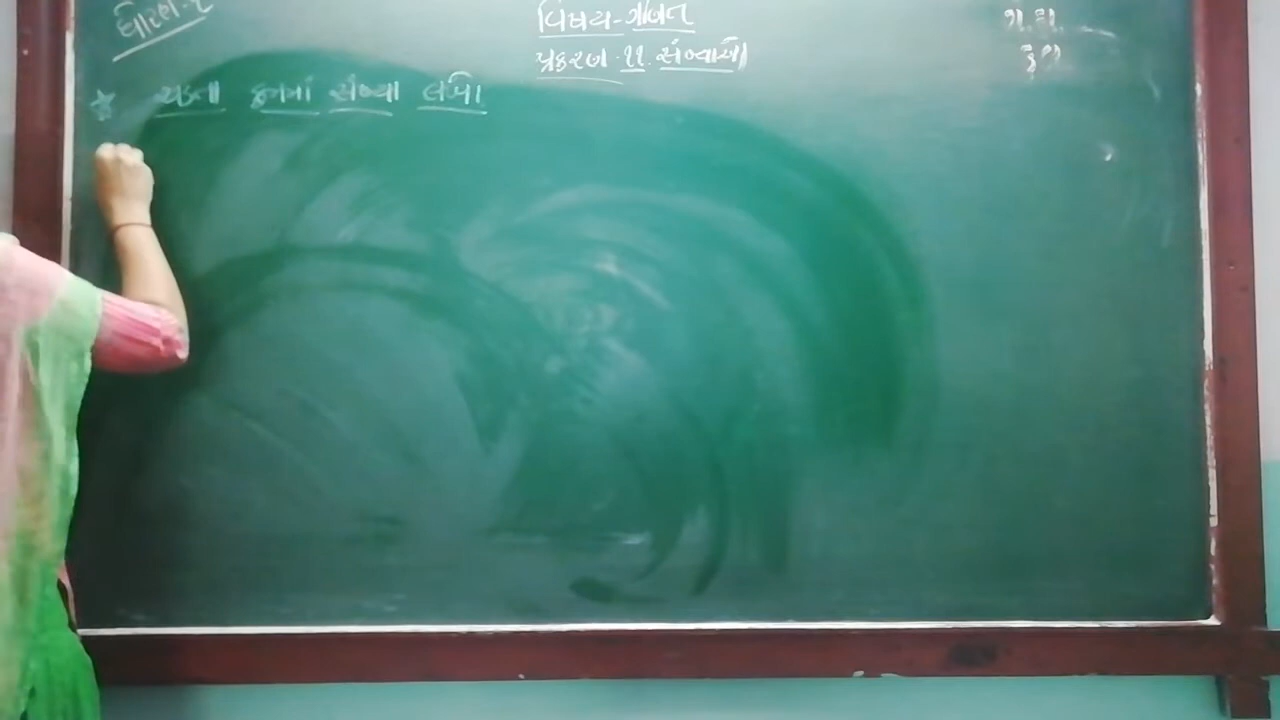 ધોરણ-૨
વિષય-ગણિત
પ્રકરણ-૧૧. સંખ્યાઓ
* ચડતા ક્રમમાં સંખ્યા લખો